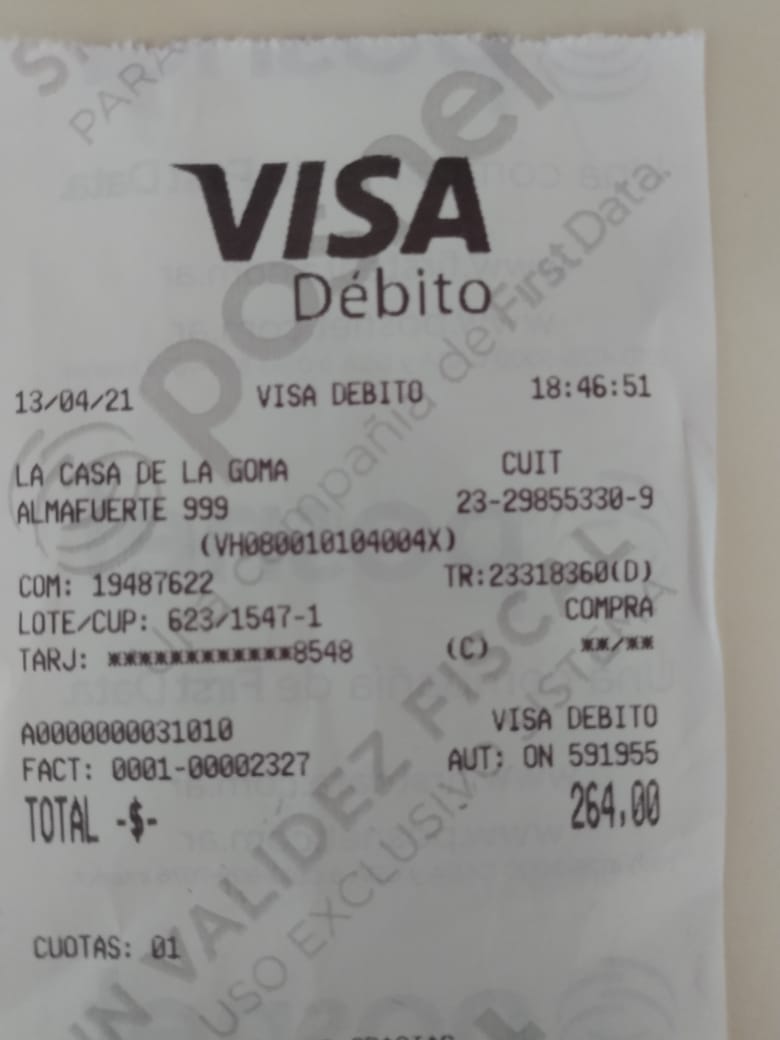 VISA
Débito
13/04/21 VISA DEBITO 18:46:51
LA CASA DE LA GOMA CUIT
ALMAFUERTE 999 23-29855330-9
(VH080010104004X)
COM: 19487622 TR:23318360(D)
LOTE/CUP: 623/1547-1 COMPRA
TARJ: ************8548 (C) **/**
A0000000031010 VISA DEBITO
FACT: 0001-00002327 AUT: ON 591955
TOTAL -$- 264,00
CUOTAS: 01
PARA
posnet
Una compañía de First Data.
SIN VALIDEZ FISCAL
USO EXCLUSIVO SISTEMA